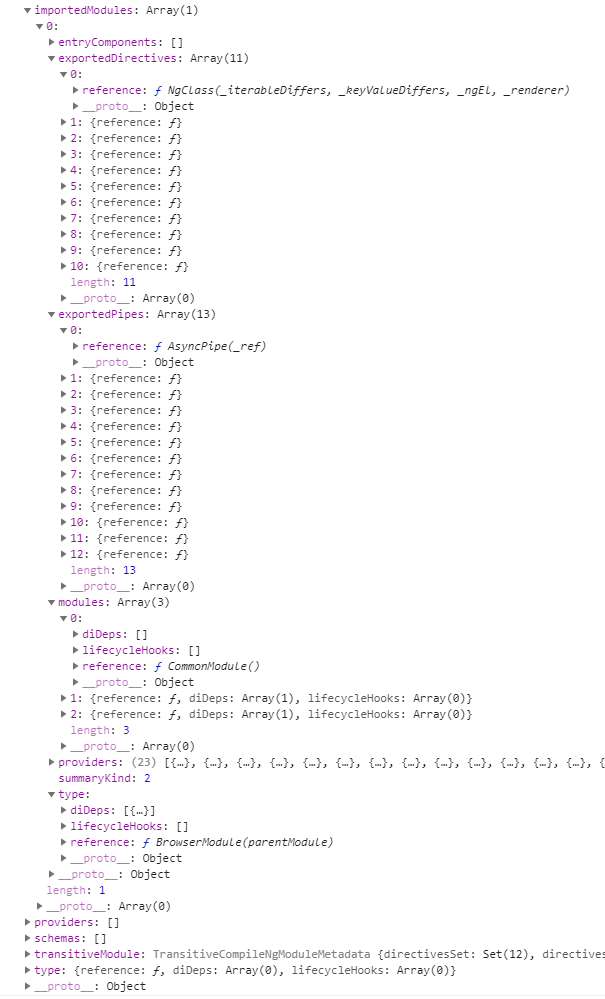 importedModules: Array(1)
0:
entryComponents: []
exportedDirectives: Array(11)
0:
reference: ƒ NgClass(_iterableDiffers, _keyValueDiffers, _ngEl, _renderer)
__proto__: Object
1: {reference: ƒ}
2: {reference: ƒ}
3: {reference: ƒ}
4: {reference: ƒ}
5: {reference: ƒ}
6: {reference: ƒ}
7: {reference: ƒ}
8: {reference: ƒ}
9: {reference: ƒ}
10: {reference: ƒ}
length: 11
__proto__: Array(0)
exportedPipes: Array(13)
0:
reference: ƒ AsyncPipe(_ref)
__proto__: Object
1: {reference: ƒ}
2: {reference: ƒ}
3: {reference: ƒ}
4: {reference: ƒ}
5: {reference: ƒ}
6: {reference: ƒ}
7: {reference: ƒ}
8: {reference: ƒ}
9: {reference: ƒ}
10: {reference: ƒ}
11: {reference: ƒ}
12: {reference: ƒ}
length: 13
__proto__: Array(0)
modules: Array(3)
0:
diDeps: []
lifecycleHooks: []
reference: ƒ CommonModule()
__proto__: Object
1: {reference: ƒ, diDeps: Array(1), lifecycleHooks: Array(0)}
2: {reference: ƒ, diDeps: Array(1), lifecycleHooks: Array(0)}
length: 3
__proto__: Array(0)
providers: (23) [{…}, {…}, {…}, {…}, {…}, {…}, {…}, {…}, {…}, {…}, {…}, {…}, {…}, {
summaryKind: 2
type:
diDeps: [{…}]
lifecycleHooks: []
reference: ƒ BrowserModule(parentModule)
__proto__: Object
__proto__: Object
length: 1
__proto__: Array(0)
providers: []
schemas: []
transitiveModule: TransitiveCompileNgModuleMetadata {directivesSet: Set(12), directives
type: {reference: ƒ, diDeps: Array(0), lifecycleHooks: Array(0)}
__proto__: Object